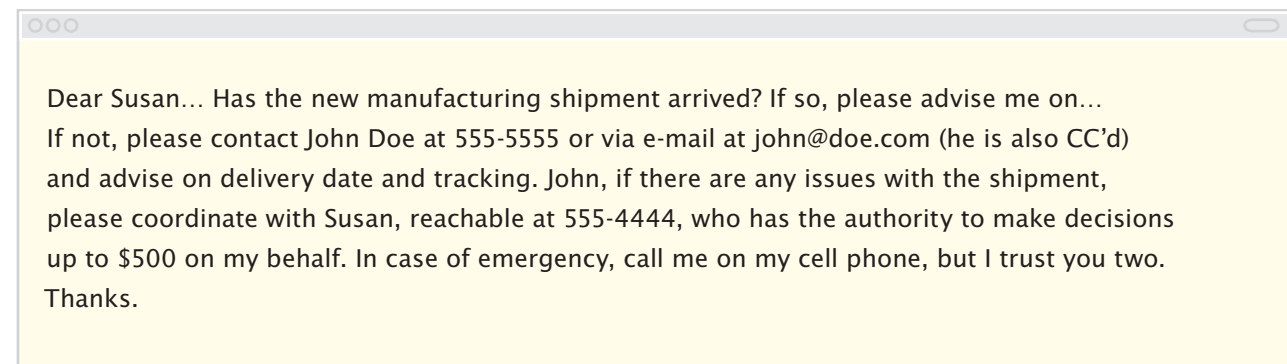 Dear Susan… Has the new manufacturing shipment arrived? If so, please advise me on…
If not, please contact John Doe at 555-5555 or via e-mail at john@doe.com (he is also CC’d)
and advise on delivery date and tracking. John, if there are any issues with the shipment,
please coordinate with Susan, reachable at 555-4444, who has the authority to make decisions
up to $500 on my behalf. In case of emergency, call me on my cell phone, but I trust you two.
Thanks.